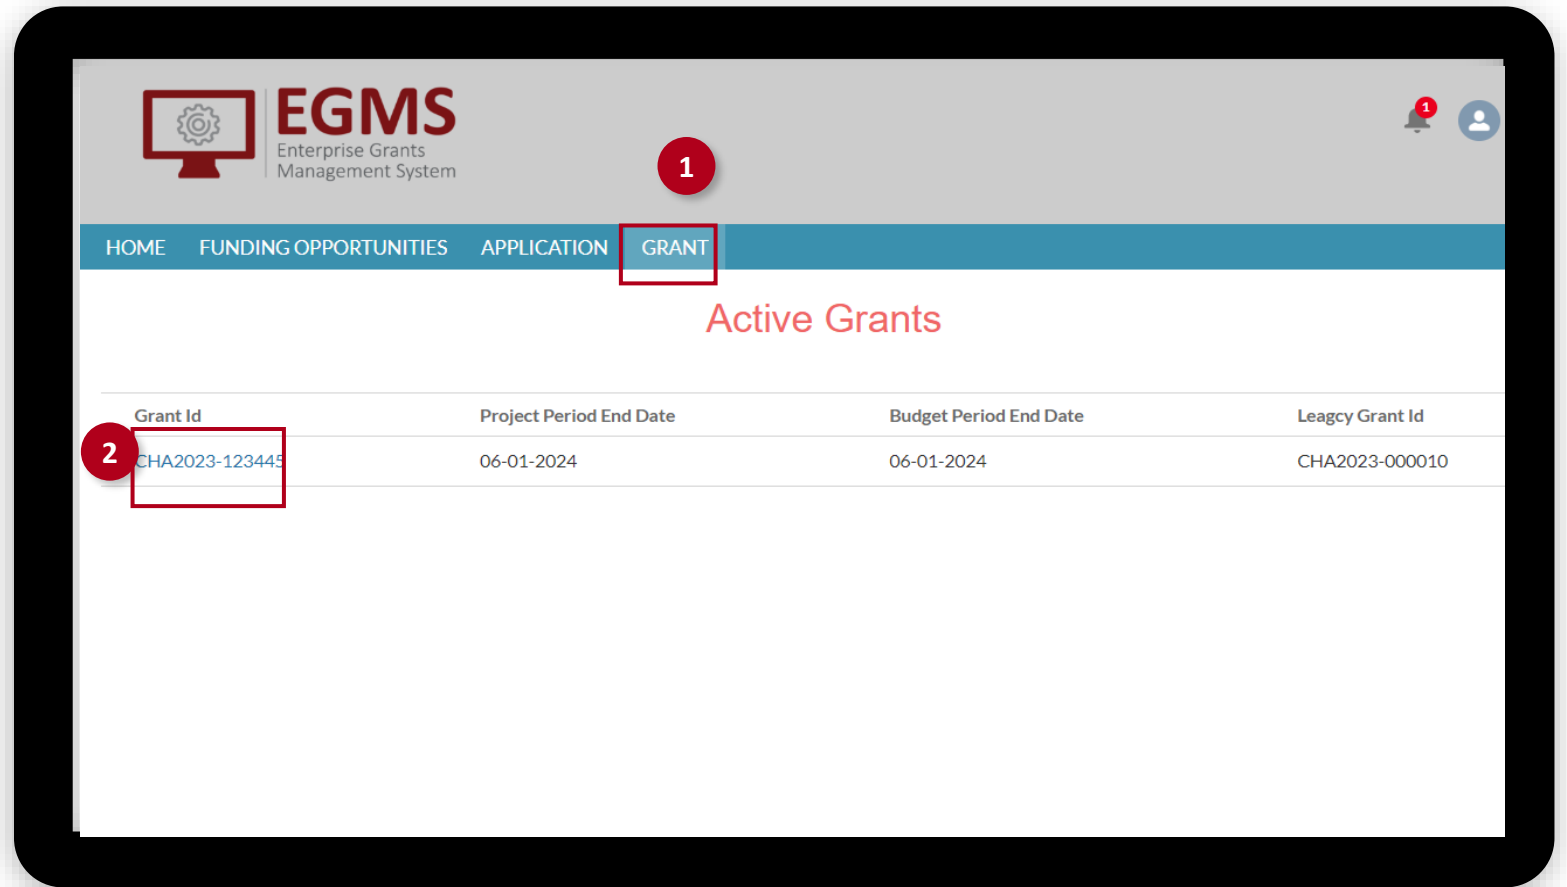 EGMS
Enterprise Grants
Management System
1
1
HOME FUNDING OPPORTUNITIES APPLICATION GRANT
Active Grants
Grant Id Project Period End Date Budget Period End Date Leagcy Grant Id
2
CHA2023-123445 06-01-2024 06-01-2024 CHA2023-000010